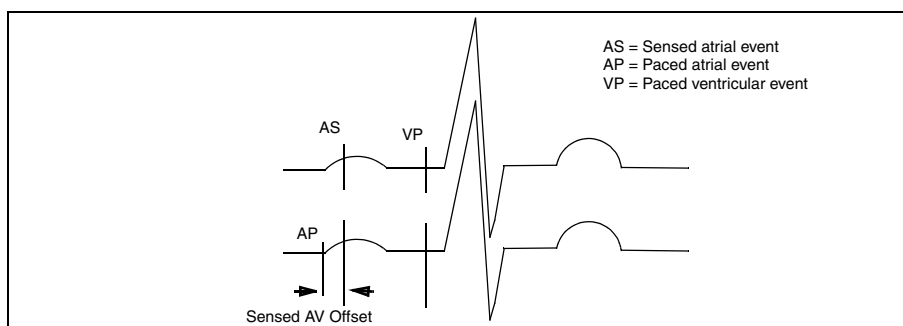 AS = Sensed atrial event
AP = Paced atrial event
VP = Paced ventricular event
AS
VP
AP
Sensed AV Offset